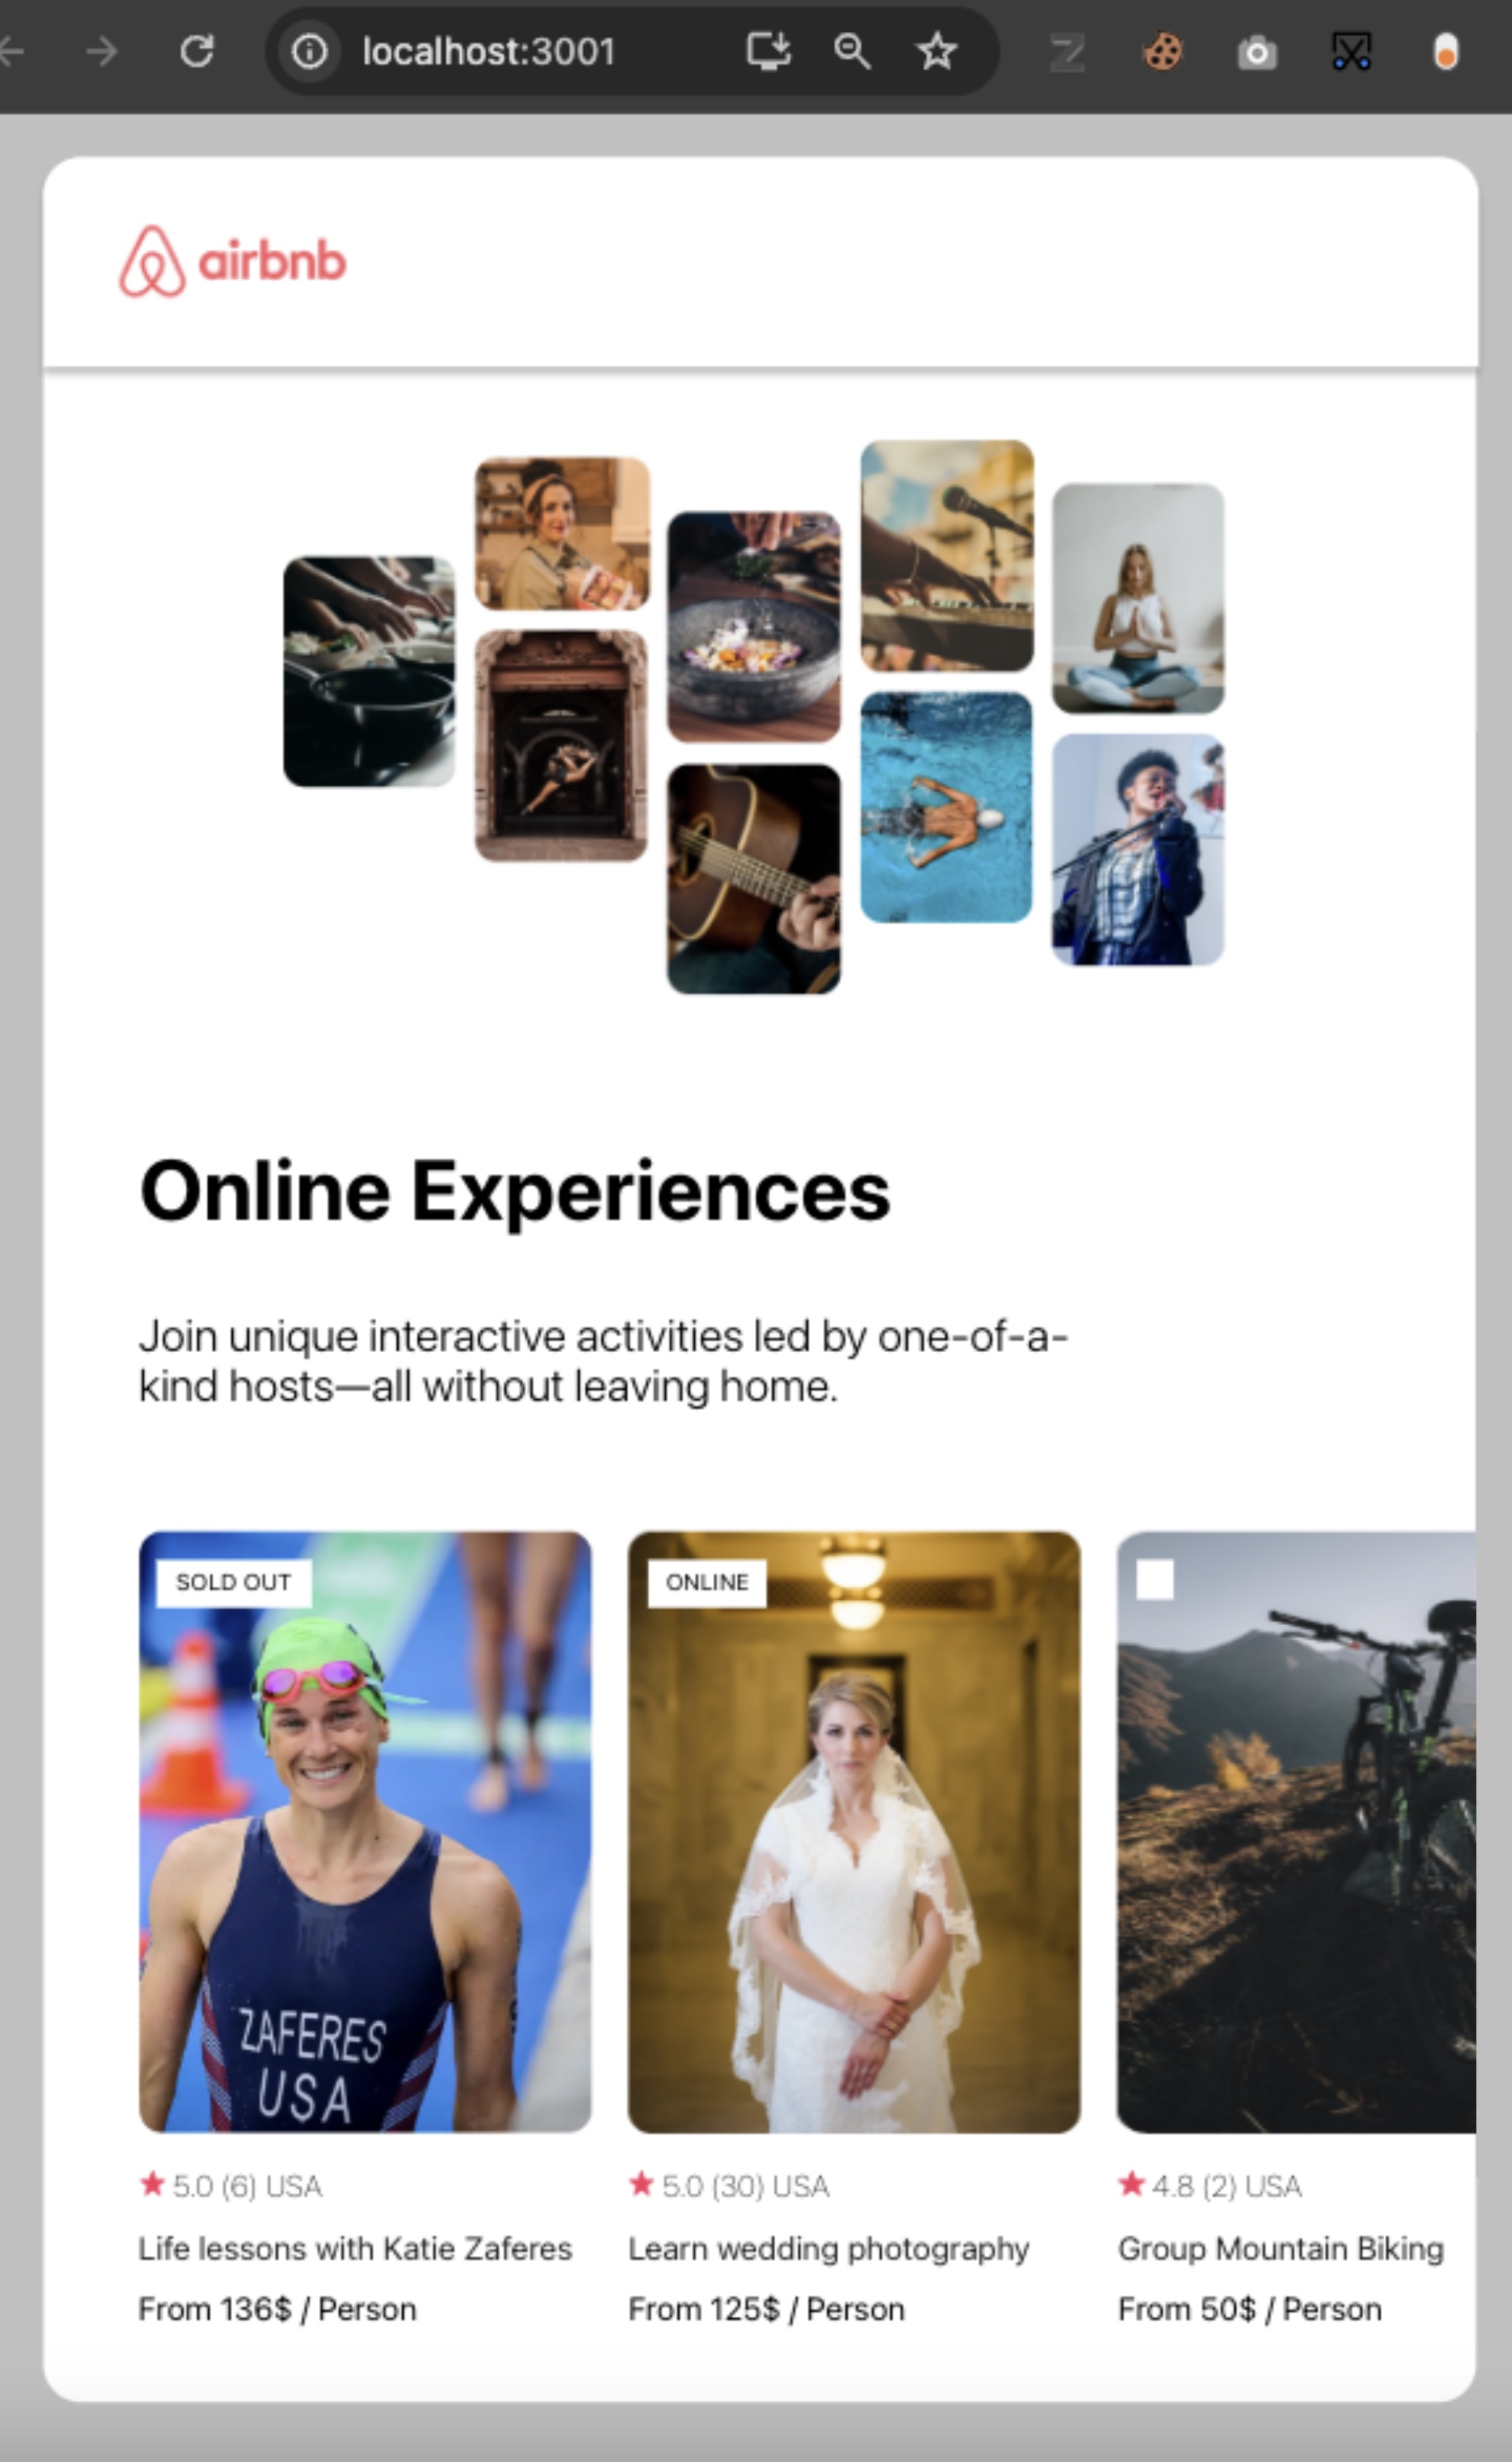 localhost:3001
airbnb
Online Experiences
Join unique interactive activities led by one-of-a-
kind hosts—all without leaving home.
SOLD OUT
ONLINE
ZAFERES
USA
5.0 (6) USA
5.0 (30) USA
4.8 (2) USA
Life lessons with Katie Zaferes
Learn wedding photography
Group Mountain Biking
From 136$ / Person
From 125$ / Person
From 50$ / Person